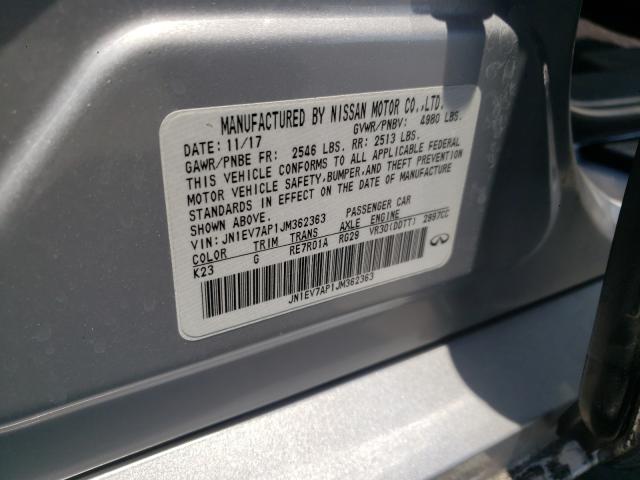 MANUFACTURED BY NISSAN MOTOR CO.,LTD.
DATE: 11/17 GVWR/PNBV: 4980 LBS.
GAWR/PNBE FR: 2546 LBS. RR: 2513 LBS.
THIS VEHICLE CONFORMS TO ALL APPLICABLE FEDERAL
MOTOR VEHICLE SAFETY,BUMPER,AND THEFT PREVENTION
STANDARDS IN EFFECT ON THE DATE OF MANUFACTURE
SHOWN ABOVE.
VIN: JN1EV7AP1JM362363 PASSENGER CAR
COLOR TRIM TRANS AXLE ENGINE
K23 G RE7R01A RG29 VR30(DDTT) 2997CC
JN1EV7AP1JM362363